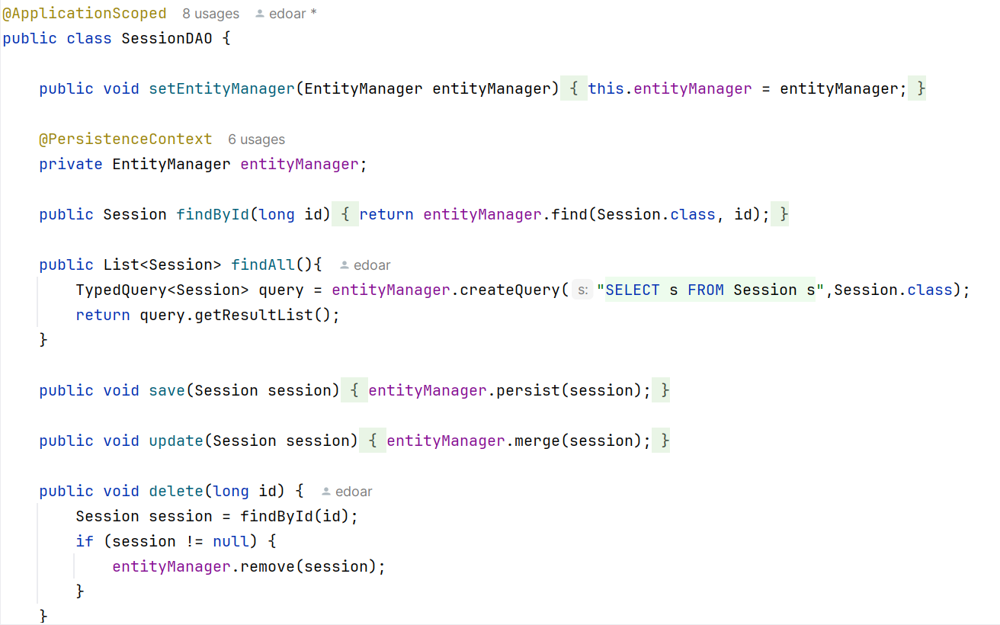 @ApplicationScoped 8 usages edoar *
public class SessionDAO {
public void setEntityManager(EntityManager entityManager) { this.entityManager = entityManager; }
@PersistenceContext 6 usages
private EntityManager entityManager;
public Session findById(long id) { return entityManager.find(Session.class, id); }
public List<Session> findAll(){ edoar
TypedQuery<Session> query = entityManager.createQuery( s: "SELECT s FROM Session s",Session.class);
return query.getResultList();
}
public void save(Session session) { entityManager.persist(session); }
public void update(Session session) { entityManager.merge(session); }
public void delete(long id) { edoar
Session session = findById(id);
if (session != null) {
entityManager.remove(session);
}
}